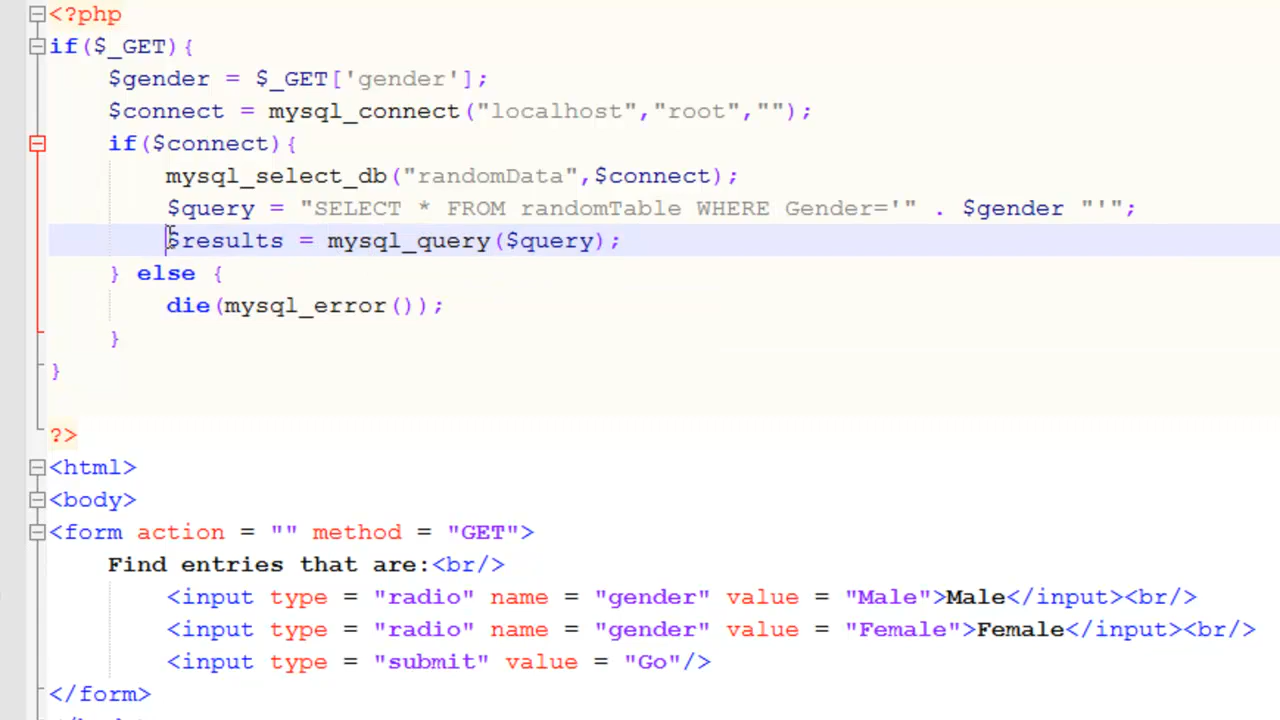 <?php
if($_GET){
$gender = $_GET['gender'];
$connect = mysql_connect("localhost","root","");
if($connect){
mysql_select_db("randomData",$connect);
$query = "SELECT * FROM randomTable WHERE Gender='" . $gender "'";
$results = mysql_query($query);
} else {
die(mysql_error());
}
}
?>
<html>
<body>
<form action = "" method = "GET">
Find entries that are:<br/>
<input type = "radio" name = "gender" value = "Male">Male</input><br/>
<input type = "radio" name = "gender" value = "Female">Female</input><br/>
<input type = "submit" value = "Go"/>
</form>